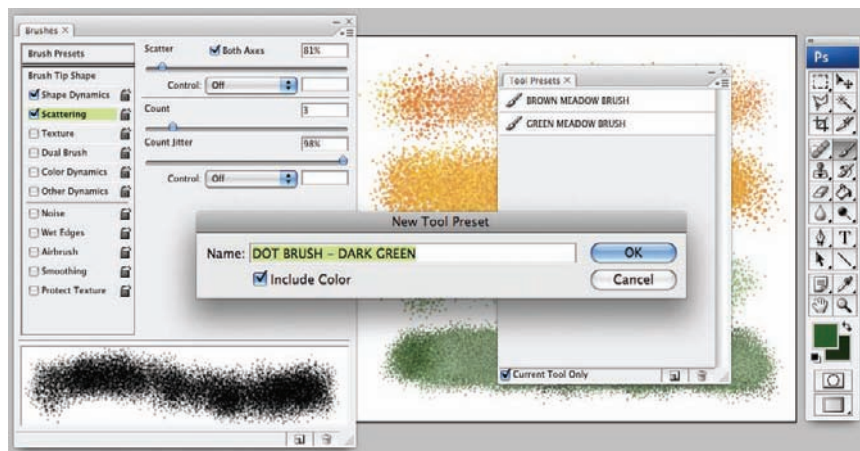 Brushes ×
Brush Presets
Brush Tip Shape
Shape Dynamics
Scattering
Texture
Dual Brush
Color Dynamics
Other Dynamics
Noise
Wet Edges
Airbrush
Smoothing
Protect Texture
Scatter Both Axes 81%
Control: Off
Count 3
Count Jitter 98%
Control: Off
Tool Presets ×
BROWN MEADOW BRUSH
GREEN MEADOW BRUSH
Current Tool Only
New Tool Preset
Name: DOT BRUSH – DARK GREEN
Include Color
OK
Cancel
Ps
T